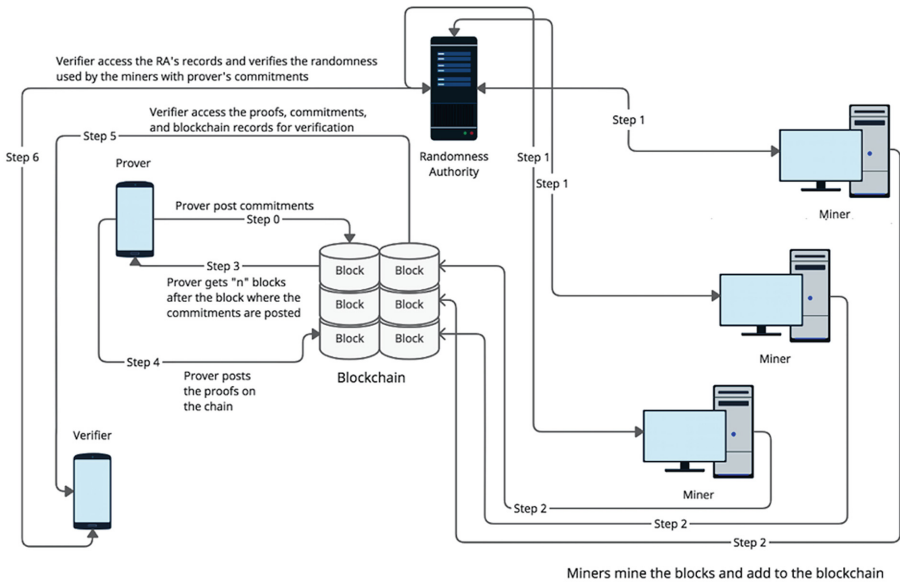 Verifier access the RA's records and verifies the randomness
used by the miners with prover's commitments
Verifier access the proofs, commitments,
and blockchain records for verification
Step 5
Step 6
Step 1
Randomness
Authority
Step 1
Step 1
Prover
Miner
Prover post commitments
Step 0
Step 3
Prover gets "n" blocks
after the block where the
commitments are posted
Block
Block
Block
Block
Block
Block
Blockchain
Step 4
Prover posts
the proofs on
the chain
Miner
Verifier
Miner
Step 2
Step 2
Step 2
Miners mine the blocks and add to the blockchain